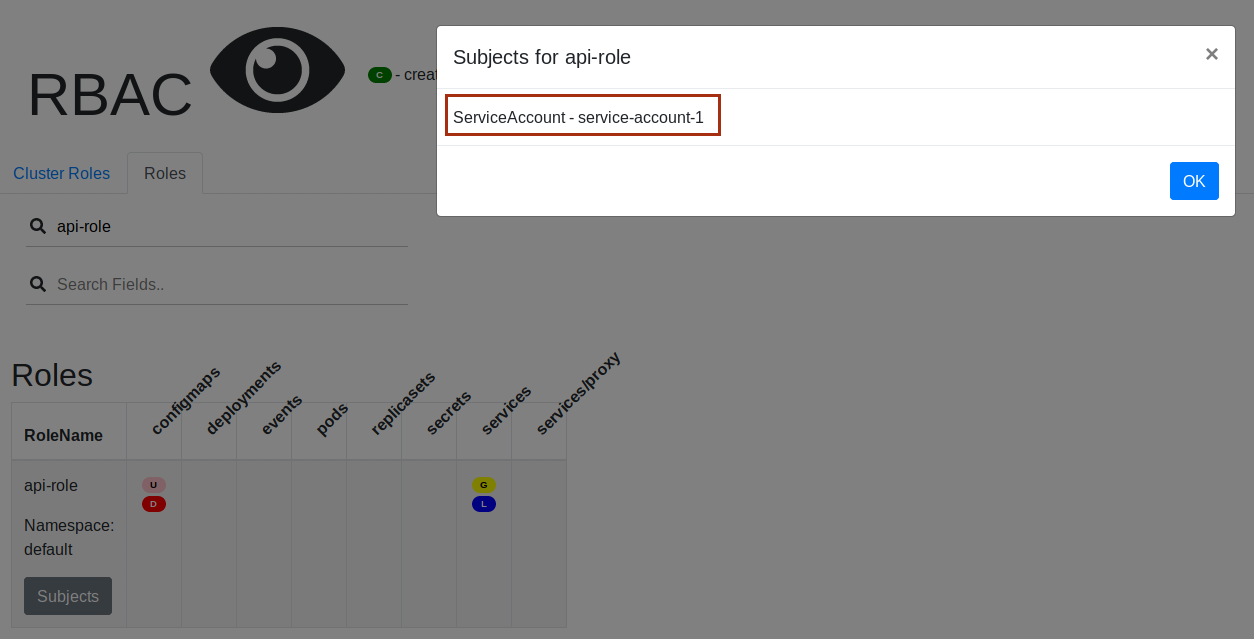 RBAC
C - creat
Subjects for api-role
×
ServiceAccount - service-account-1
OK
Cluster Roles
Roles
api-role
Search Fields..
Roles
RoleName
configmaps
deployments
events
pods
replicasets
secrets
services
services/proxy
api-role
U
D
G
L
Namespace:
default
Subjects